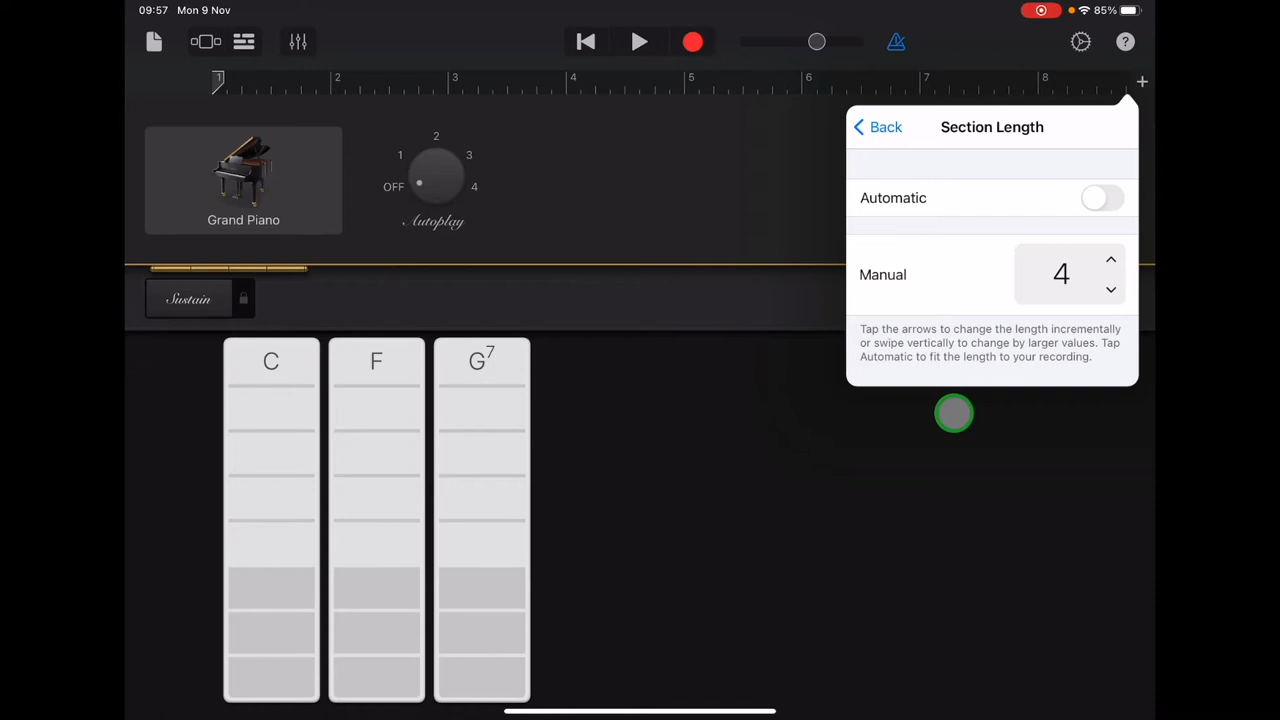 09:57 Mon 9 Nov
85%
?
1 2 3 4 5 6 7 8 +
Back Section Length
Automatic
Manual 4
Tap the arrows to change the length incrementally
or swipe vertically to change by larger values. Tap
Automatic to fit the length to your recording.
2
1 3
OFF 4
Autoplay
Grand Piano
Sustain
C F G7